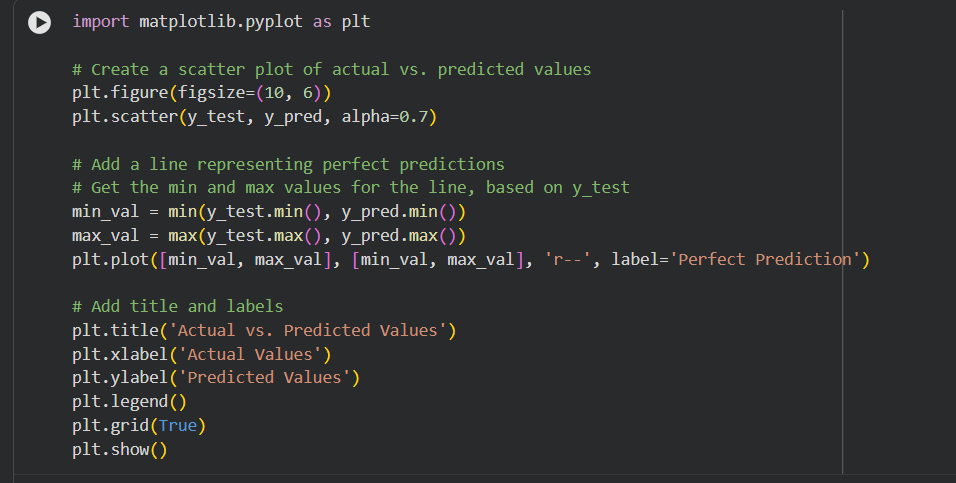 import matplotlib.pyplot as plt
# Create a scatter plot of actual vs. predicted values
plt.figure(figsize=(10, 6))
plt.scatter(y_test, y_pred, alpha=0.7)
# Add a line representing perfect predictions
# Get the min and max values for the line, based on y_test
min_val = min(y_test.min(), y_pred.min())
max_val = max(y_test.max(), y_pred.max())
plt.plot([min_val, max_val], [min_val, max_val], 'r--', label='Perfect Prediction')
# Add title and labels
plt.title('Actual vs. Predicted Values')
plt.xlabel('Actual Values')
plt.ylabel('Predicted Values')
plt.legend()
plt.grid(True)
plt.show()